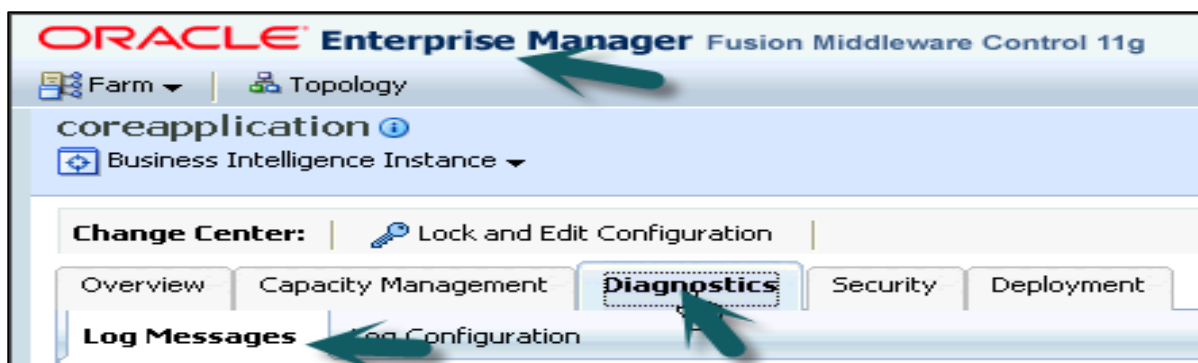 ORACLE Enterprise Manager Fusion Middleware Control 11g
Farm Topology
coreapplication
Business Intelligence Instance
Change Center: Lock and Edit Configuration
Overview Capacity Management Diagnostics Security Deployment
Log Messages Log Configuration